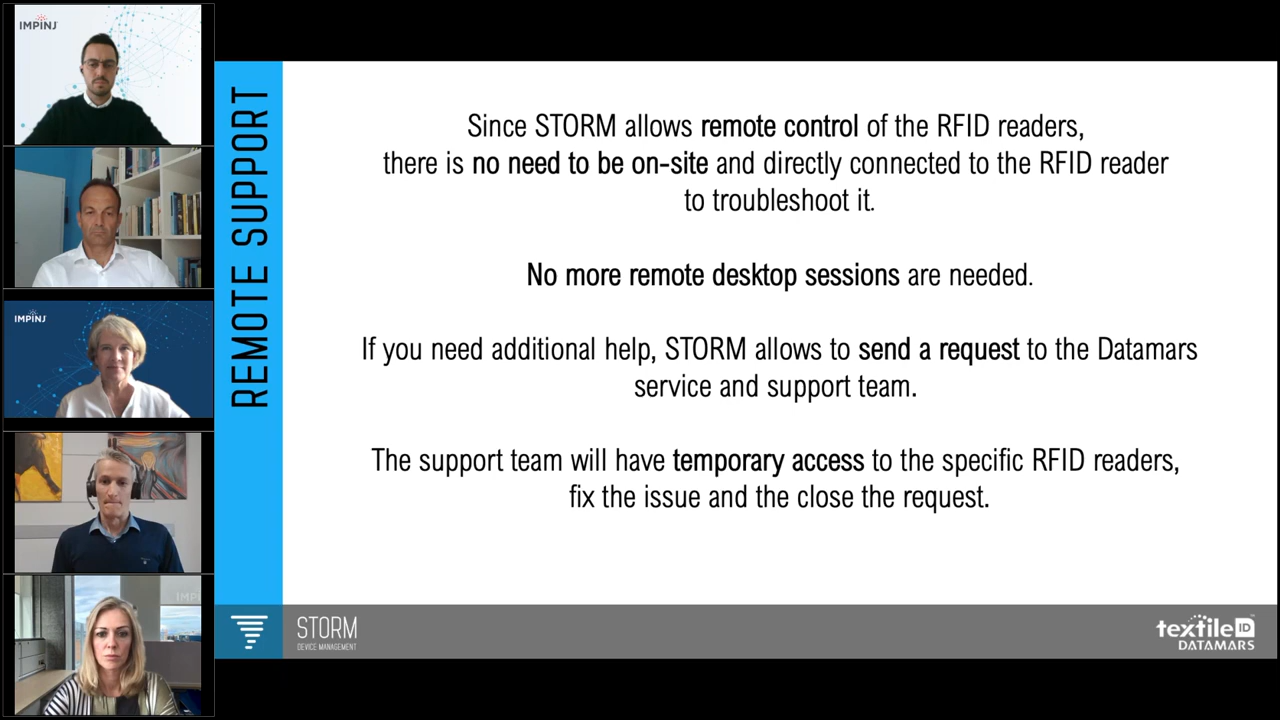 IMPINJ
IMPINJ
IMPINJ
REMOTE SUPPORT
Since STORM allows remote control of the RFID readers,
there is no need to be on-site and directly connected to the RFID reader
to troubleshoot it.
No more remote desktop sessions are needed.
If you need additional help, STORM allows to send a request to the Datamars
service and support team.
The support team will have temporary access to the specific RFID readers,
fix the issue and the close the request.
STORM
DEVICE MANAGEMENT
textile ID
DATAMARS